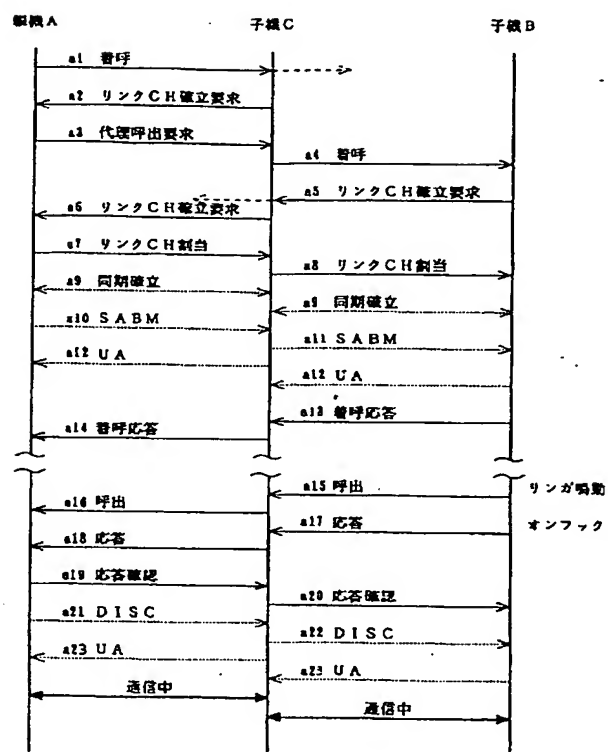 親機A 子機C 子機B
a1 着呼
a2 リンクCH確立要求
a3 代理呼出要求
a4 着呼
a5 リンクCH確立要求
a6 リンクCH確立要求
a7 リンクCH割当
a8 リンクCH割当
a9 同期確立
a9 同期確立
a10 SABM
a11 SABM
a12 UA
a12 UA
a13 着呼応答
a14 着呼応答
a15 呼出 リンガ鳴動
a16 呼出
a17 応答 オンフック
a18 応答
a19 応答確認
a20 応答確認
a21 DISC
a22 DISC
a23 UA
a23 UA
通信中
通信中